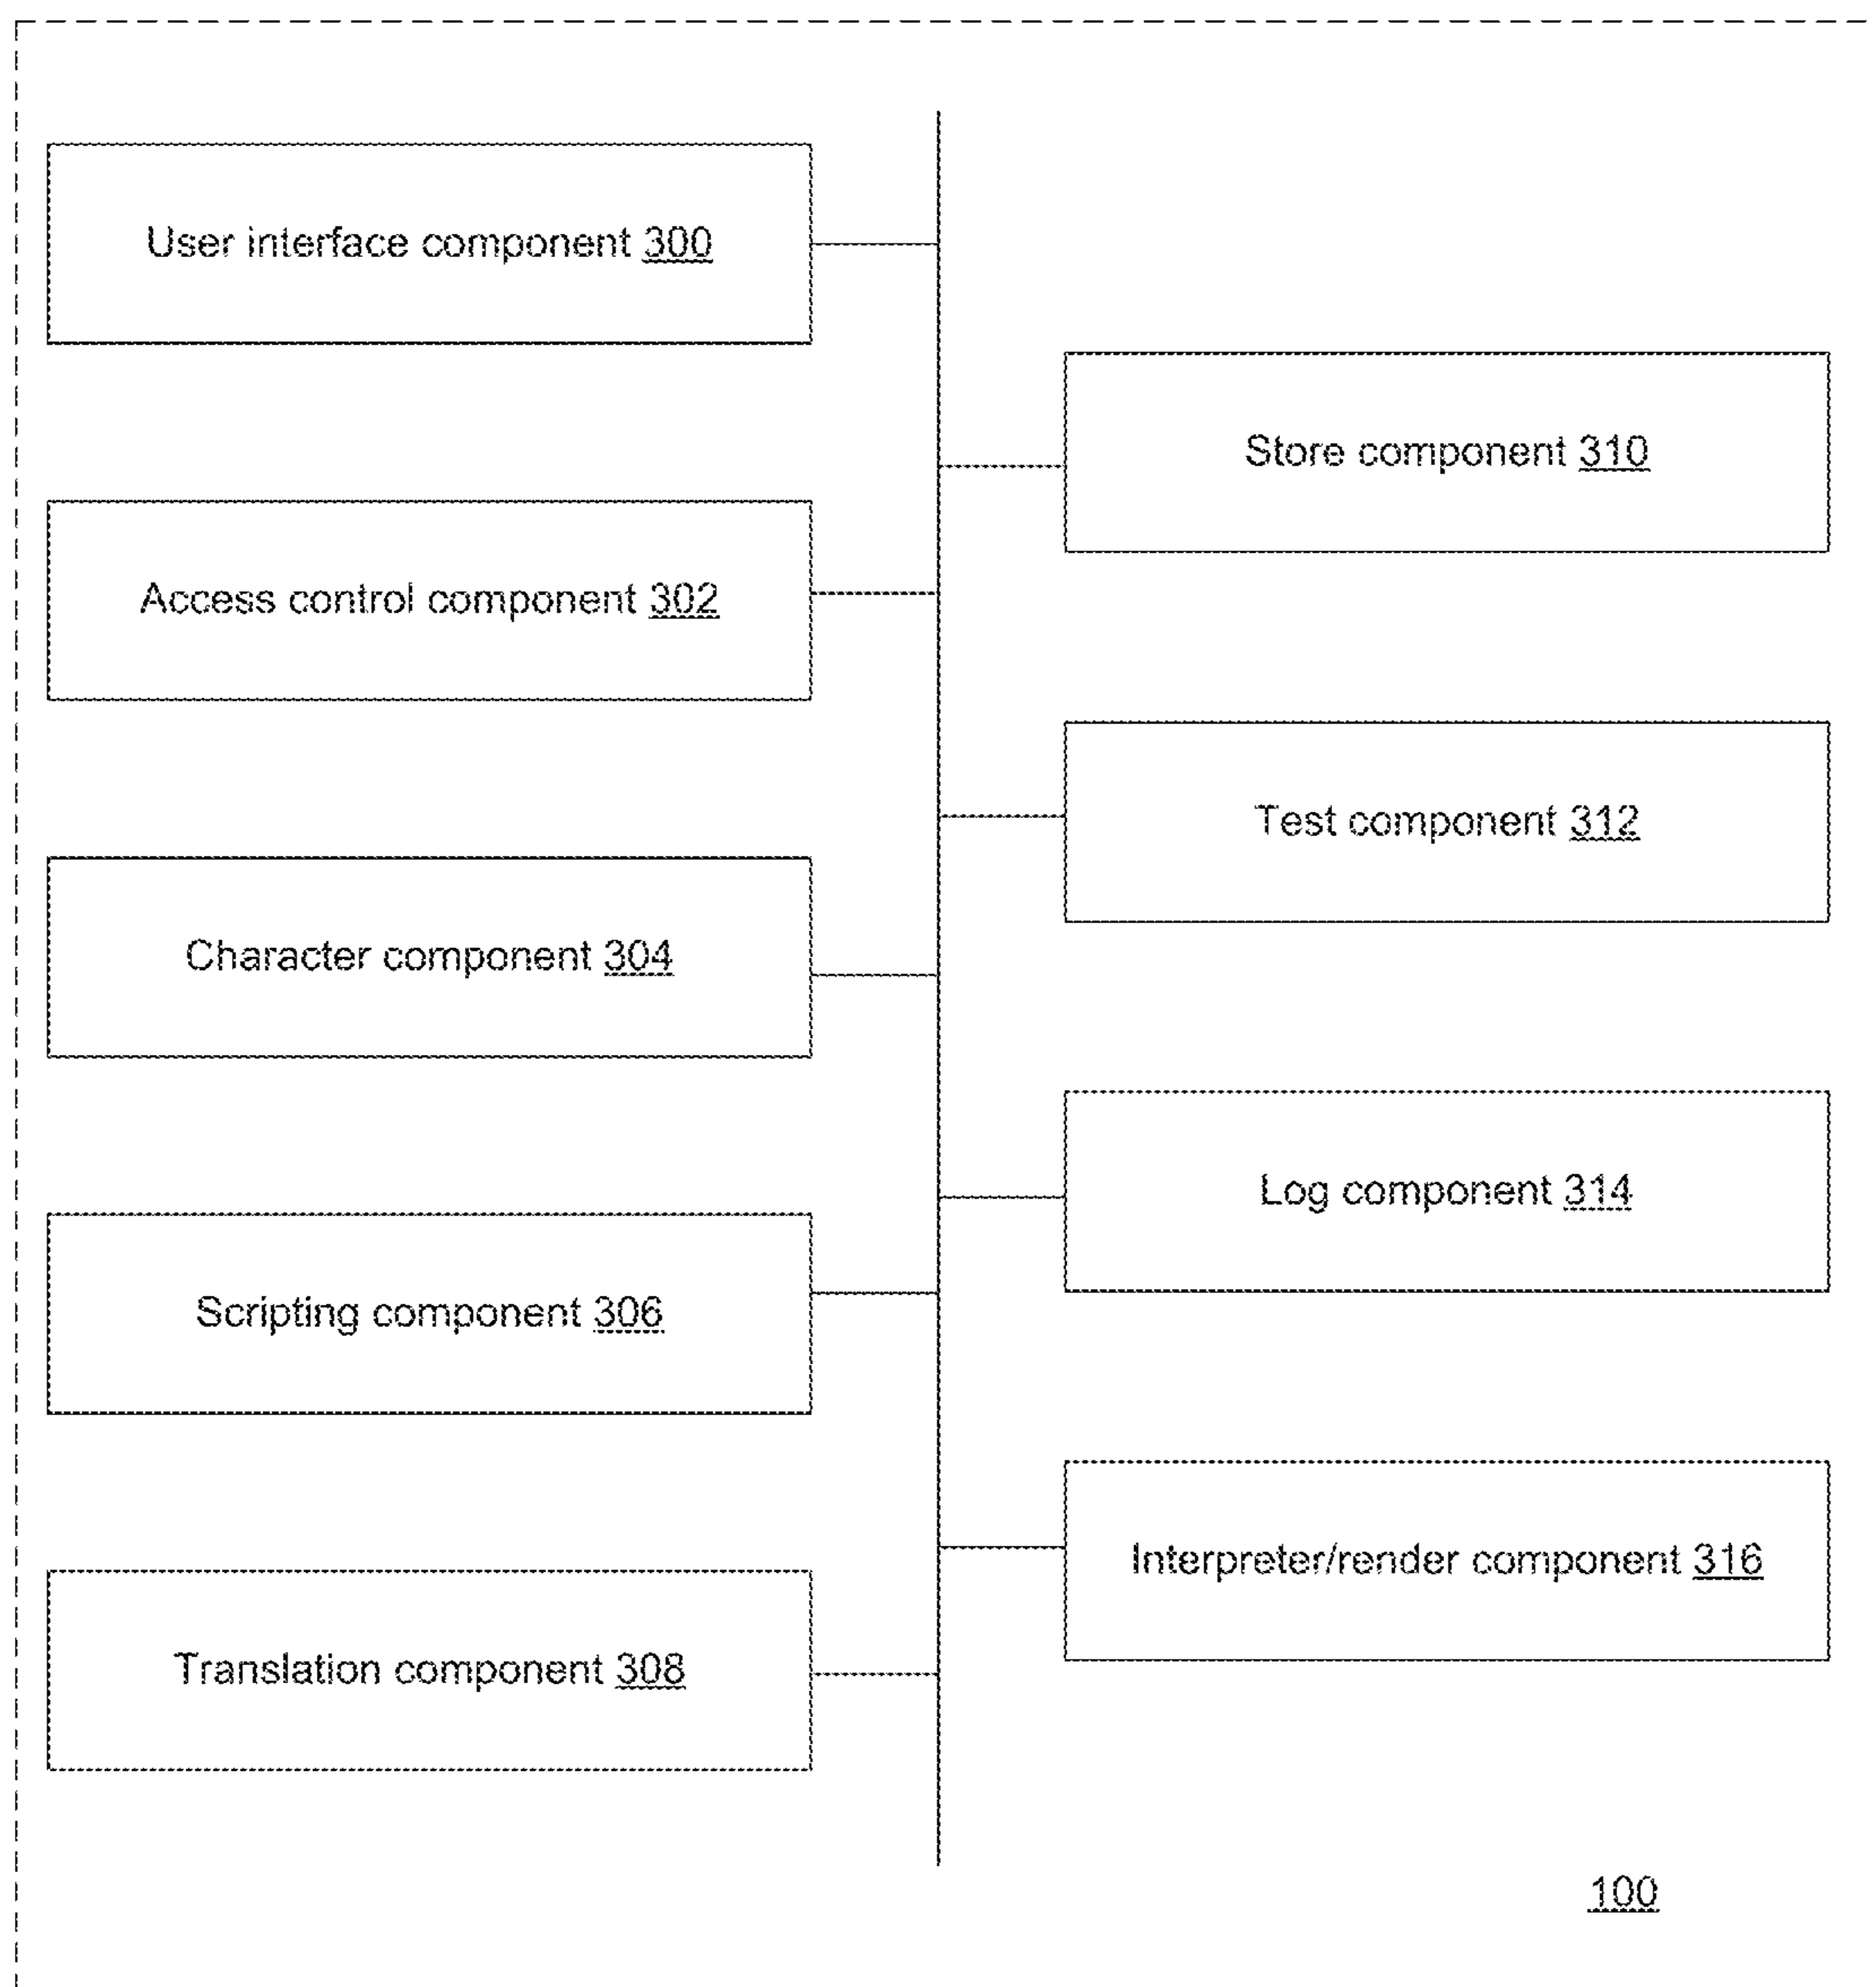 User interface component 300
Access control component 302
Character component 304
Scripting component 306
Translation component 308
Store component 310
Test component 312
Log component 314
Interpreter/render component 316
100